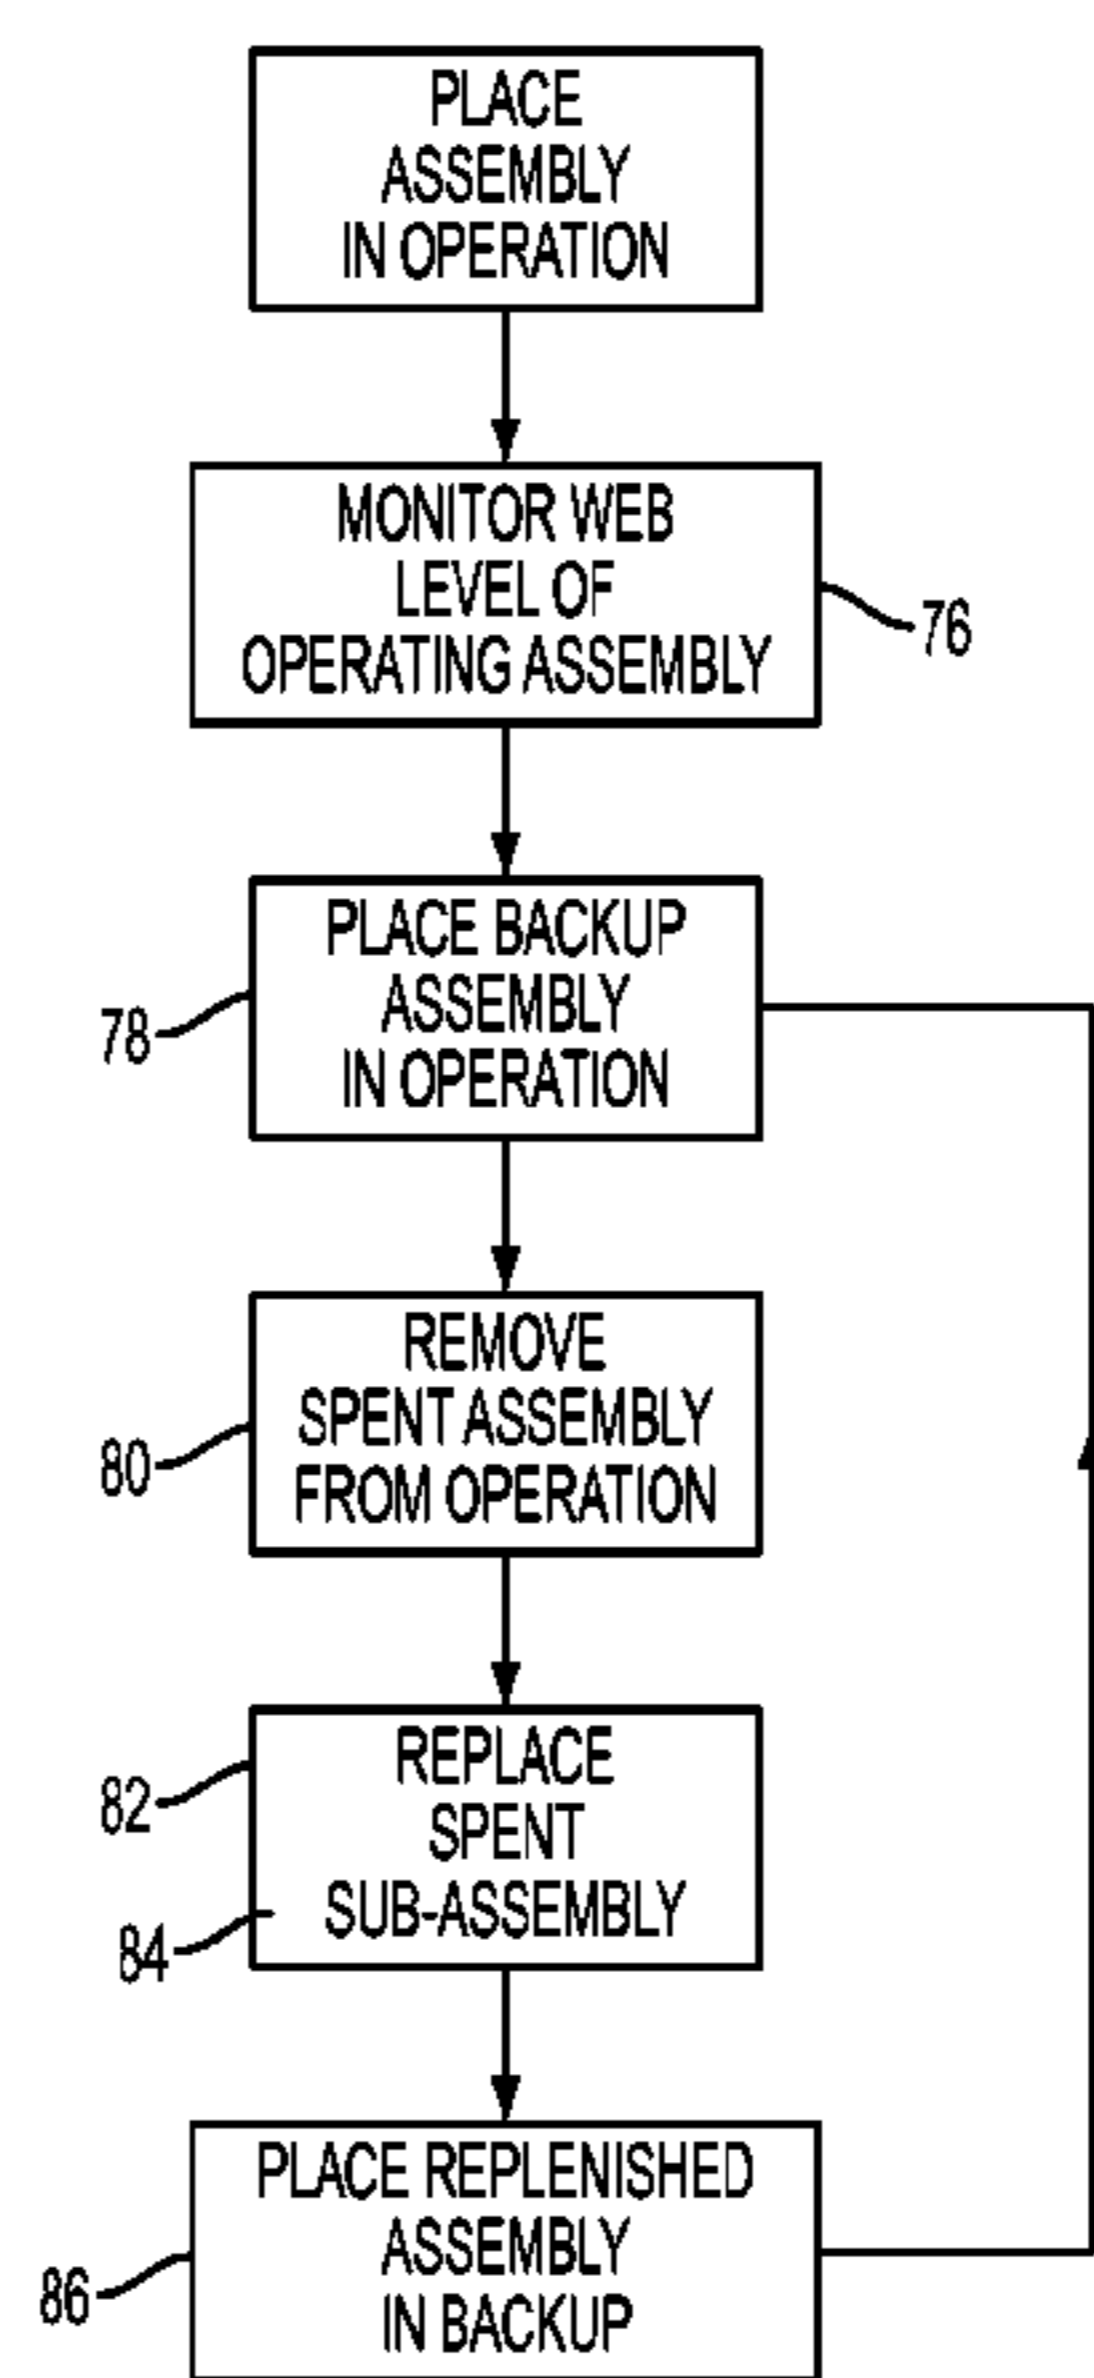 PLACE
ASSEMBLY
IN OPERATION
MONITOR WEB
LEVEL OF
OPERATING ASSEMBLY
76
PLACE BACKUP
ASSEMBLY
IN OPERATION
78
REMOVE
SPENT ASSEMBLY
FROM OPERATION
80
REPLACE
SPENT
SUB-ASSEMBLY
82
84
PLACE REPLENISHED
ASSEMBLY
IN BACKUP
86